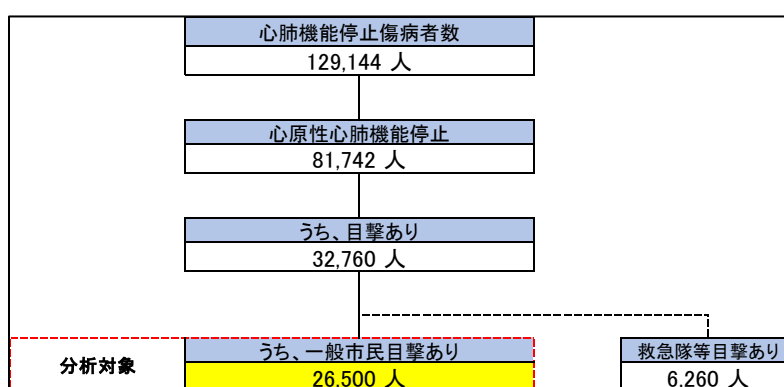 心肺機能停止傷病者数
129,144 人
心原性心肺機能停止
81,742 人
うち、目撃あり
32,760 人
分析対象
うち、一般市民目撃あり
26,500 人
救急隊等目撃あり
6,260 人